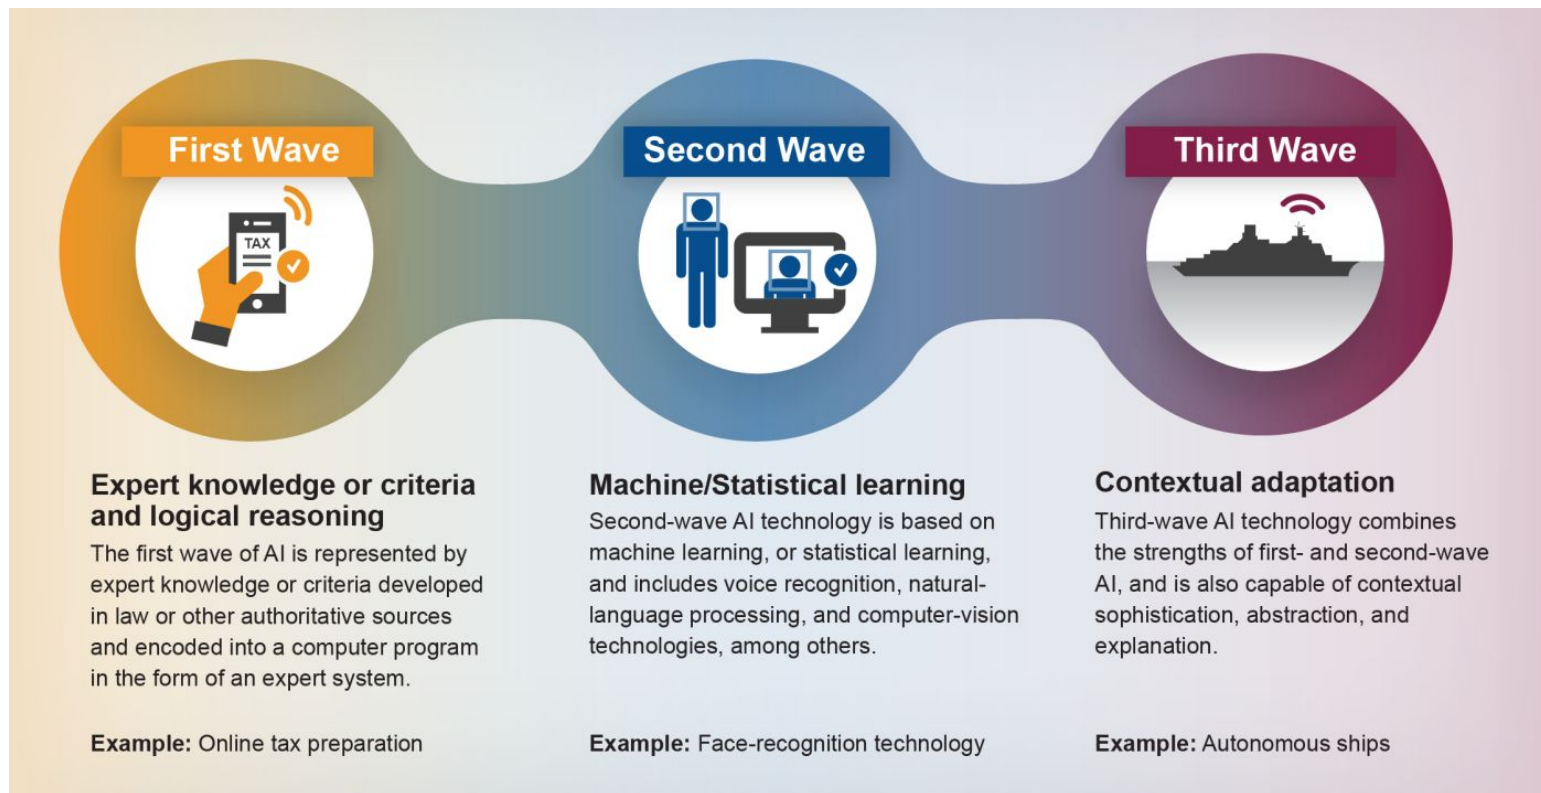 First Wave
TAX
Expert knowledge or criteria
and logical reasoning
The first wave of AI is represented by
expert knowledge or criteria developed
in law or other authoritative sources
and encoded into a computer program
in the form of an expert system.
Example: Online tax preparation
Second Wave
Machine/Statistical learning
Second-wave AI technology is based on
machine learning, or statistical learning,
and includes voice recognition, natural-
language processing, and computer-vision
technologies, among others.
Example: Face-recognition technology
Third Wave
Contextual adaptation
Third-wave AI technology combines
the strengths of first- and second-wave
AI, and is also capable of contextual
sophistication, abstraction, and
explanation.
Example: Autonomous ships